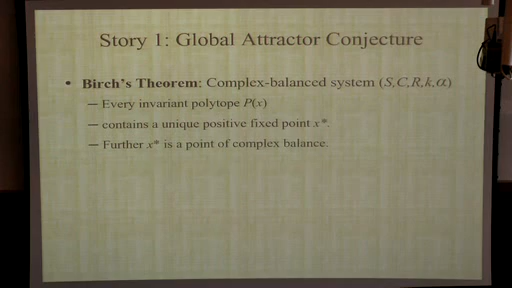 Story 1: Global Attractor Conjecture
• Birch's Theorem: Complex-balanced system (S,C,R,k,α)
— Every invariant polytope P(x)
— contains a unique positive fixed point x*.
— Further x* is a point of complex balance.